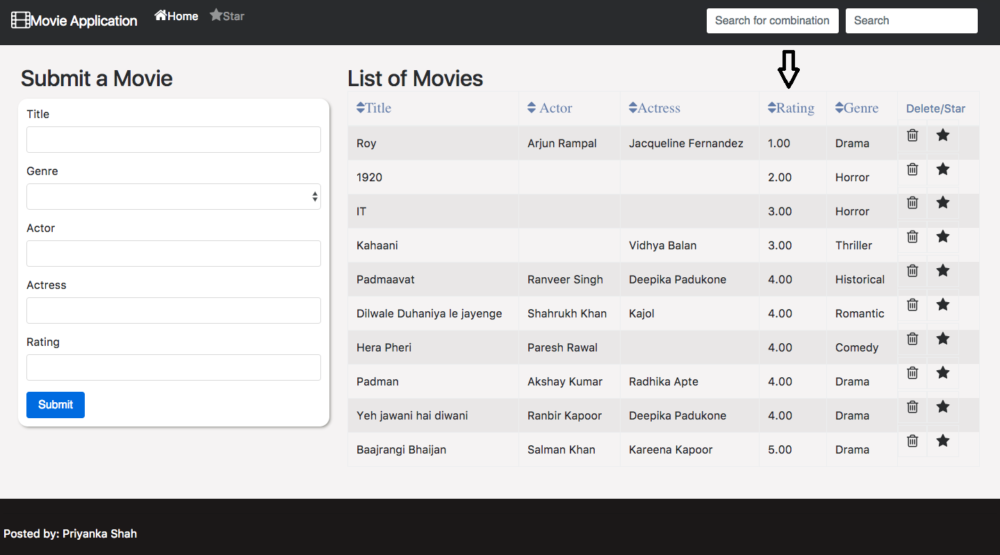 Movie Application Home Star Search for combination Search
Submit a Movie
Title
Genre
Actor
Actress
Rating
Submit
List of Movies
Title Actor Actress Rating Genre Delete/Star
Roy Arjun Rampal Jacqueline Fernandez 1.00 Drama
1920 2.00 Horror
IT 3.00 Horror
Kahaani Vidhya Balan 3.00 Thriller
Padmaavat Ranveer Singh Deepika Padukone 4.00 Historical
Dilwale Duhaniya le jayenge Shahrukh Khan Kajol 4.00 Romantic
Hera Pheri Paresh Rawal 4.00 Comedy
Padman Akshay Kumar Radhika Apte 4.00 Drama
Yeh jawani hai diwani Ranbir Kapoor Deepika Padukone 4.00 Drama
Baajrangi Bhaijan Salman Khan Kareena Kapoor 5.00 Drama
Posted by: Priyanka Shah